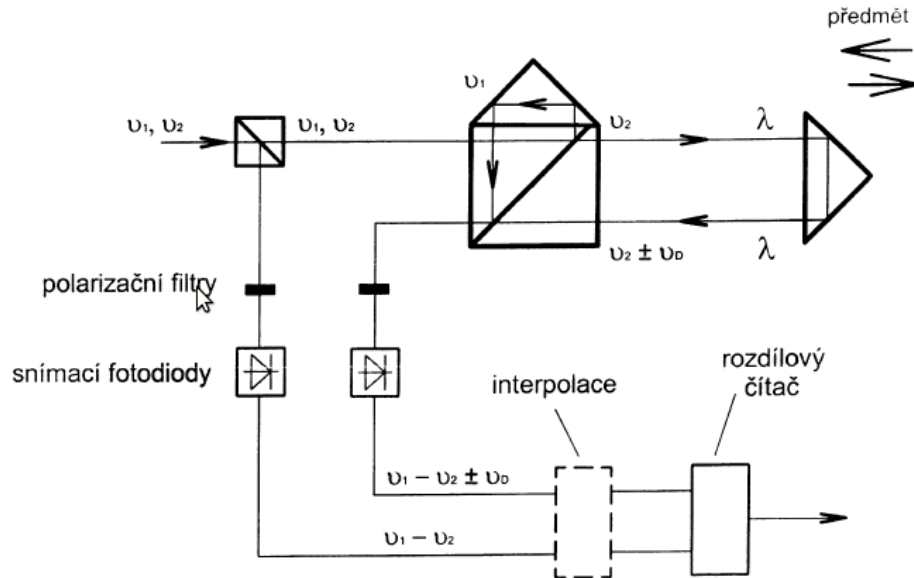 předmět
υ₁
υ₁, υ₂
υ₁, υ₂
υ₂
λ
υ₂ ± υD
λ
polarizační filtry
snímací fotodiody
interpolace
rozdílový
čítač
υ₁ – υ₂ ± υD
υ₁ – υ₂